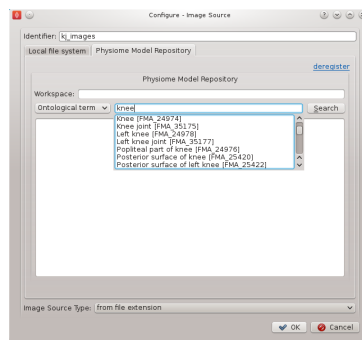 Configure - Image Source
Identifier: kj_images
Local file system Physiome Model Repository
deregister
Physiome Model Repository
Workspace:
Ontological term knee Search
Knee [FMA_24974]
Knee joint [FMA_35175]
Left knee [FMA_24978]
Left knee joint [FMA_35177]
Popliteal part of knee [FMA_24976]
Posterior surface of knee [FMA_25420]
Posterior surface of left knee [FMA_25422]
Image Source Type: from file extension
OK Cancel